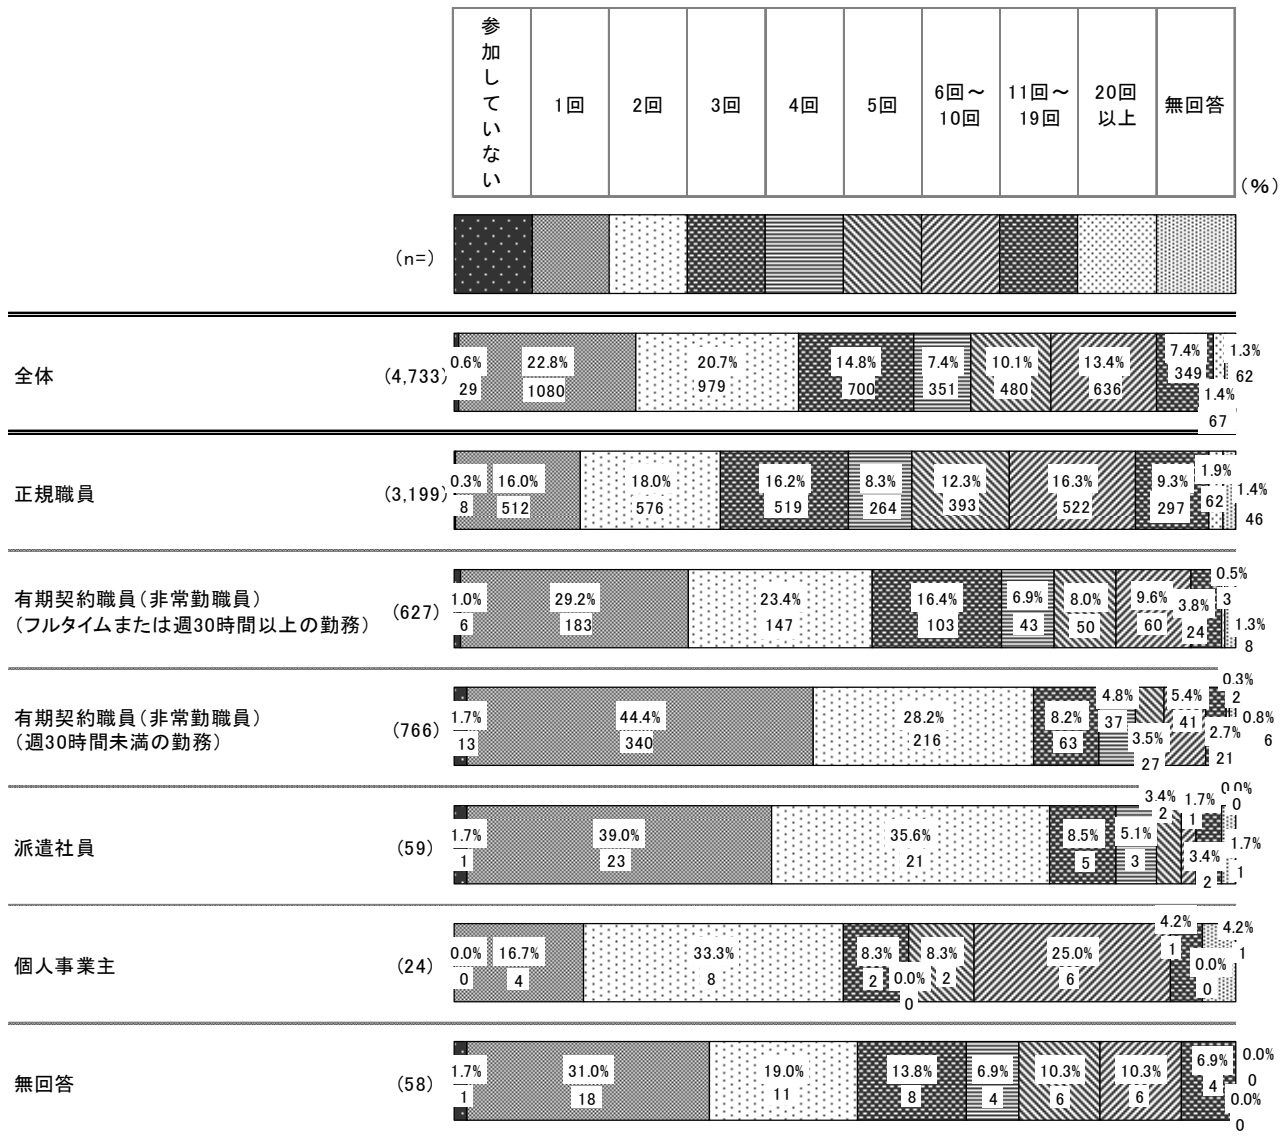 参加していない
1回
2回
3回
4回
5回
6回～
10回
11回～
19回
20回
以上
無回答
(%)
(n=)
全体
(4,733)
0.6% 22.8% 20.7% 14.8% 7.4% 10.1% 13.4% 7.4% 1.3%
29 1080 979 700 351 480 636 349 62
1.4%
67
正規職員
(3,199)
0.3% 16.0% 18.0% 16.2% 8.3% 12.3% 16.3% 9.3% 1.9% 1.4%
8 512 576 519 264 393 522 297 62 46
有期契約職員(非常勤職員)
(フルタイムまたは週30時間以上の勤務)
(627)
1.0% 29.2% 23.4% 16.4% 6.9% 8.0% 9.6% 3.8% 0.5% 1.3%
6 183 147 103 43 50 60 24 3 8
有期契約職員(非常勤職員)
(週30時間未満の勤務)
(766)
1.7% 44.4% 28.2% 8.2% 4.8% 3.5% 5.4% 2.7% 0.3% 0.8%
13 340 216 63 37 27 41 21 2 6
派遣社員
(59)
1.7% 39.0% 35.6% 8.5% 5.1% 3.4% 1.7% 3.4% 0.0% 1.7%
1 23 21 5 3 2 1 2 0 1
個人事業主
(24)
0.0% 16.7% 33.3% 8.3% 0.0% 8.3% 25.0% 4.2% 0.0% 4.2%
0 4 8 2 0 2 6 1 0 1
無回答
(58)
1.7% 31.0% 19.0% 13.8% 6.9% 10.3% 10.3% 6.9% 0.0% 0.0%
1 18 11 8 4 6 6 4 0 0